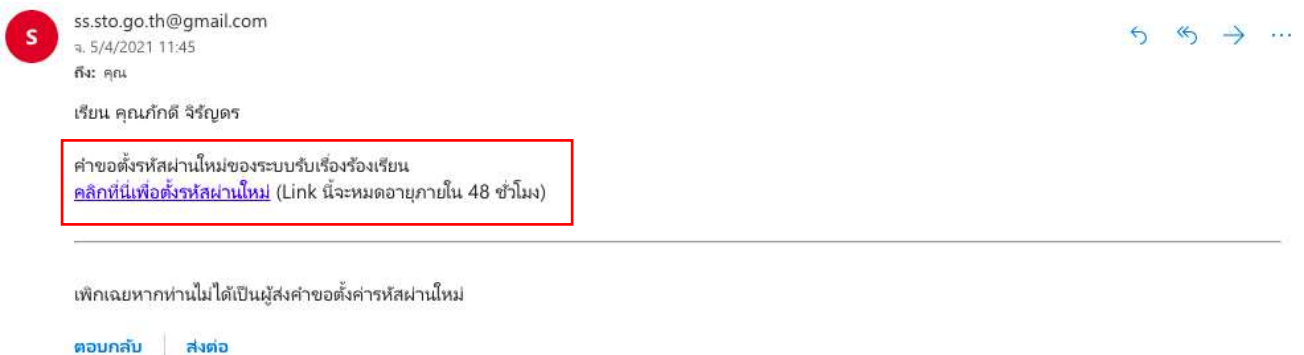 S
ss.sto.go.th@gmail.com
จ. 5/4/2021 11:45
ถึง: คุณ
เรียน คุณภักดี จิรัญดร
คำขอตั้งรหัสผ่านใหม่ของระบบรับเรื่องร้องเรียน
คลิกที่นี่เพื่อตั้งรหัสผ่านใหม่ (Link นี้จะหมดอายุภายใน 48 ชั่วโมง)
เพิกเฉยหากท่านไม่ได้เป็นผู้ส่งคำขอตั้งค่ารหัสผ่านใหม่
ตอบกลับ ส่งต่อ